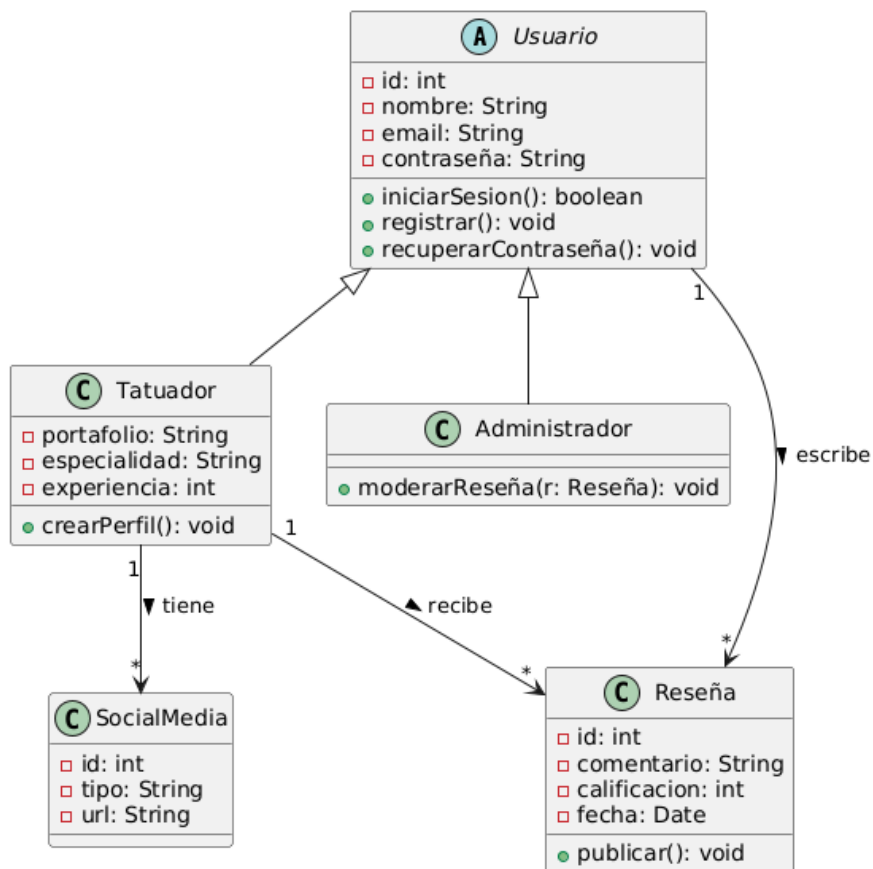 A Usuario
id: int
nombre: String
email: String
contraseña: String
iniciarSesion(): boolean
registrar(): void
recuperarContraseña(): void
1
C Tatuador
portafolio: String
especialidad: String
experiencia: int
crearPerfil(): void
C Administrador
moderarReseña(r: Reseña): void
escribe
1
1
tiene
recibe
*
*
*
C SocialMedia
id: int
tipo: String
url: String
C Reseña
id: int
comentario: String
calificacion: int
fecha: Date
publicar(): void